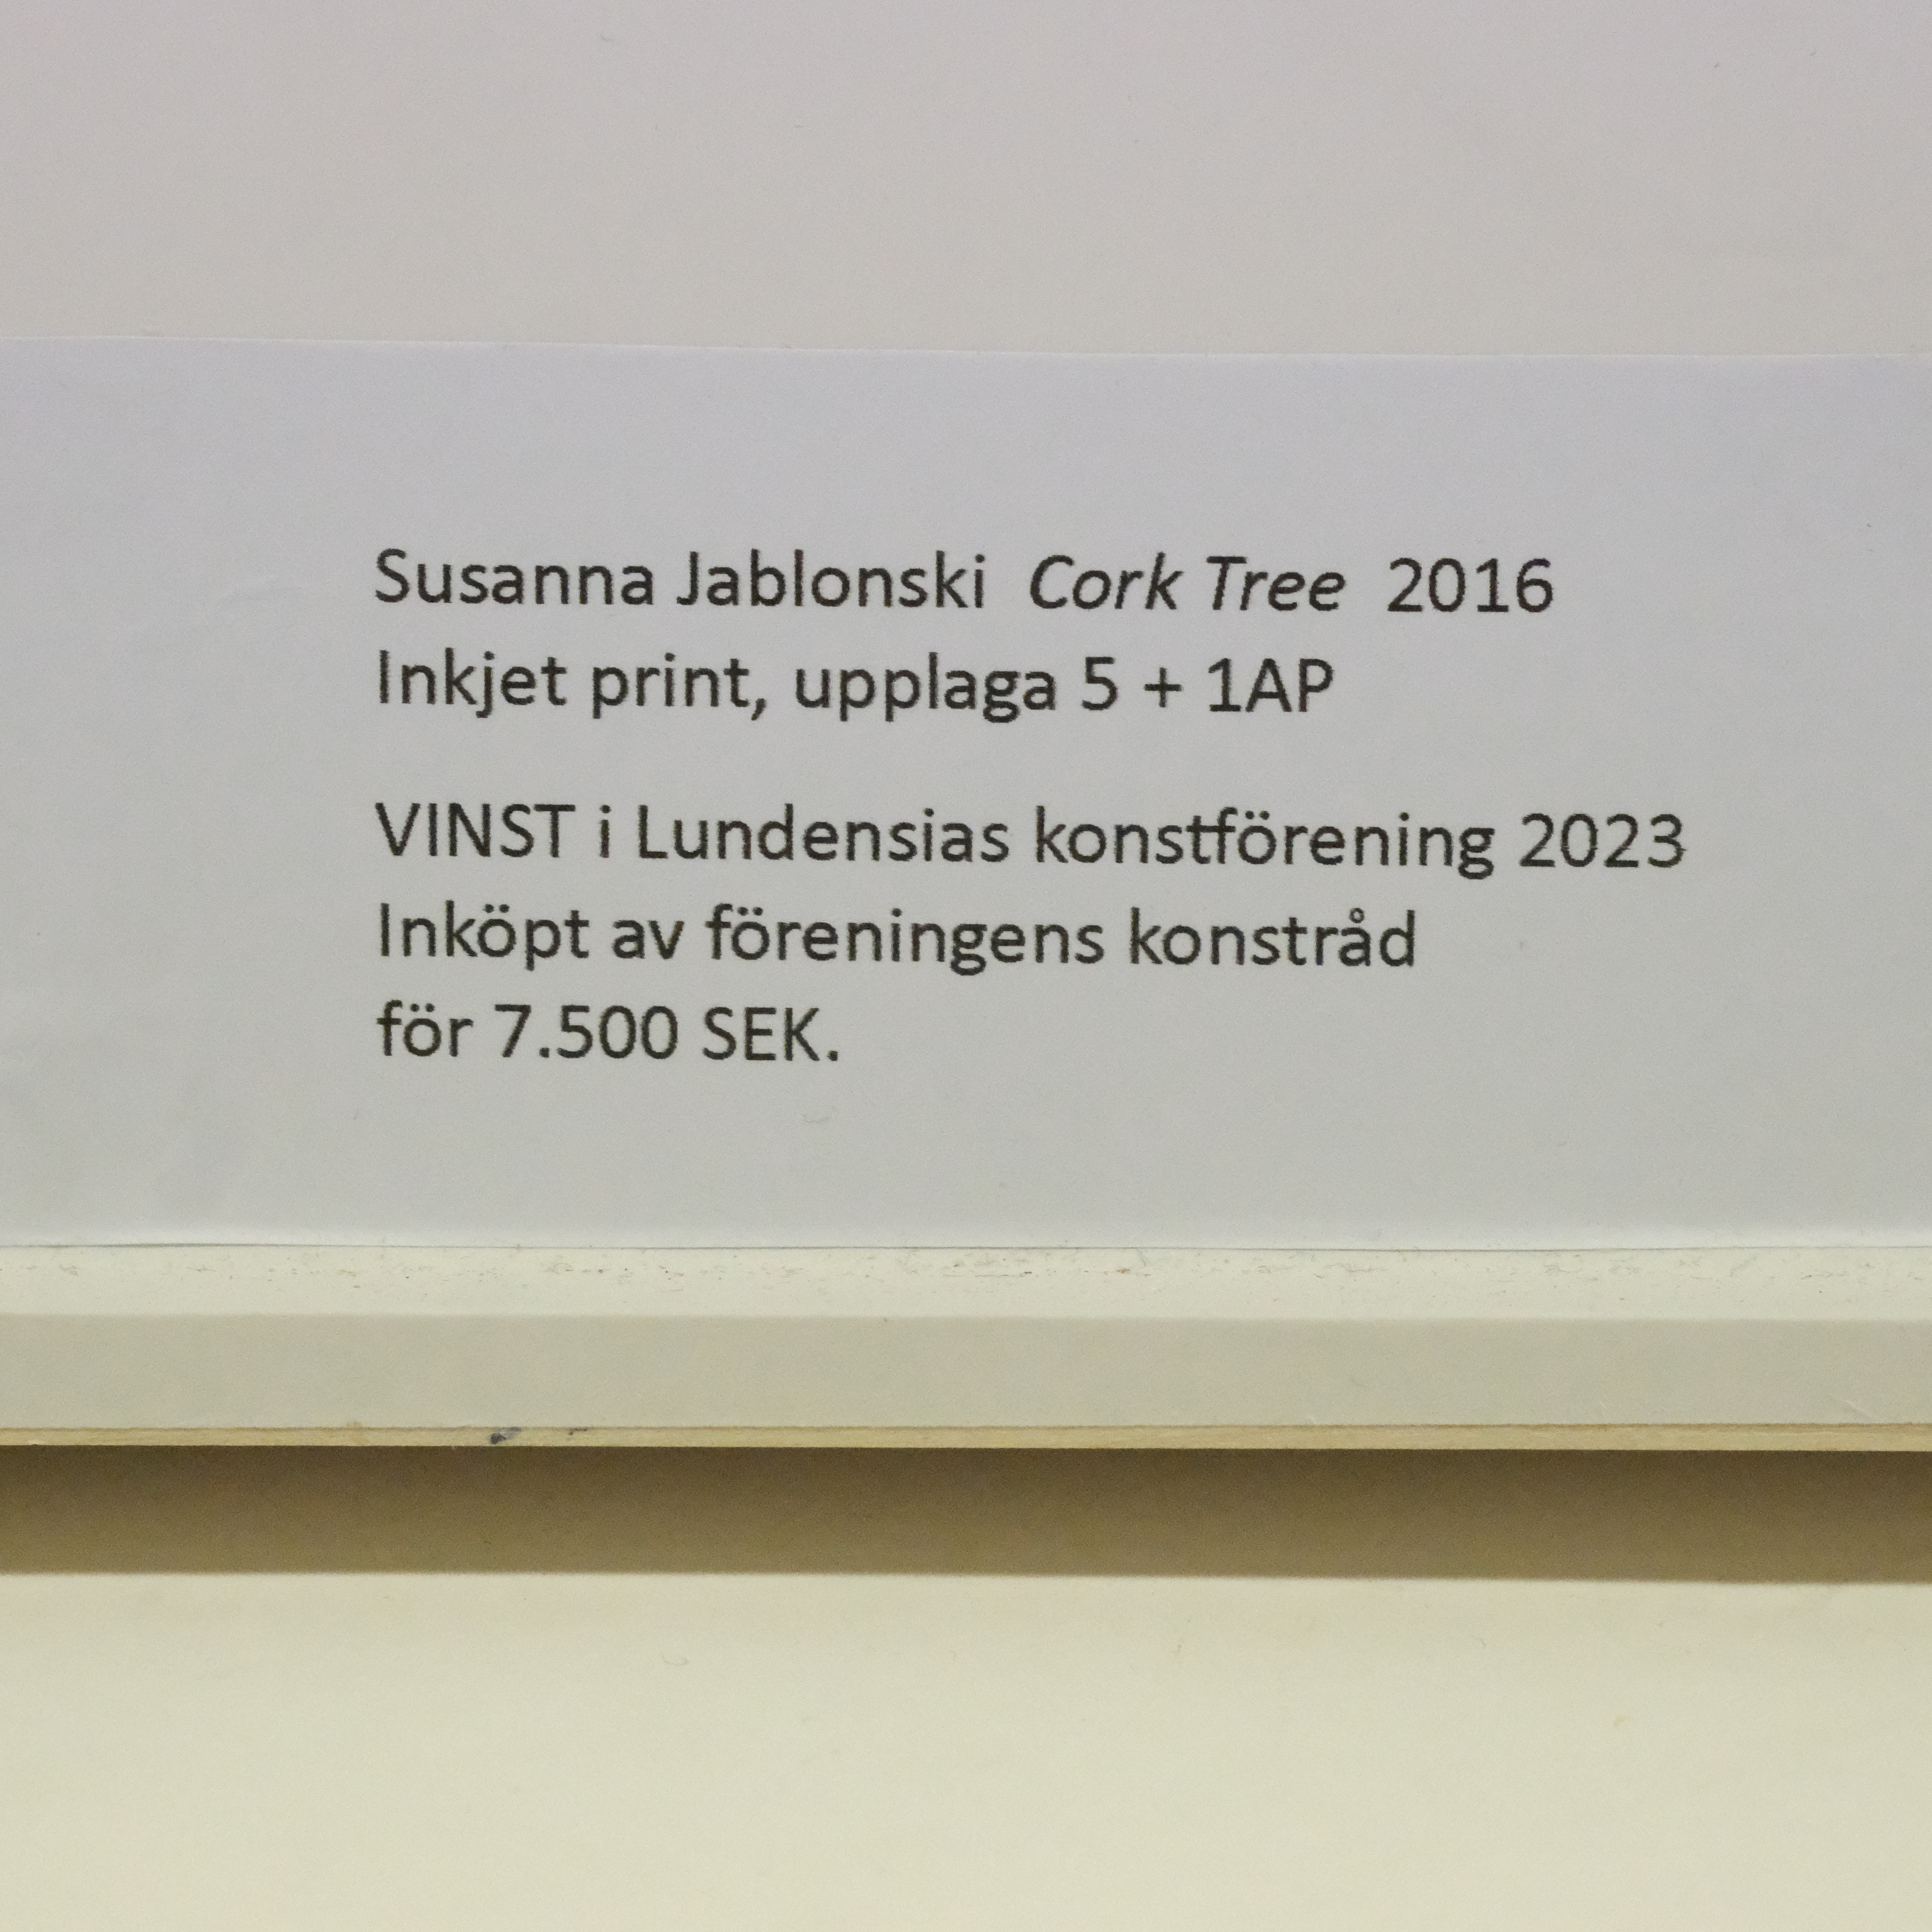 Susanna Jablonski Cork Tree 2016
Inkjet print, upplaga 5 + 1AP
VINST i Lundensias konstförening 2023
Inköpt av föreningens konstråd
för 7.500 SEK.